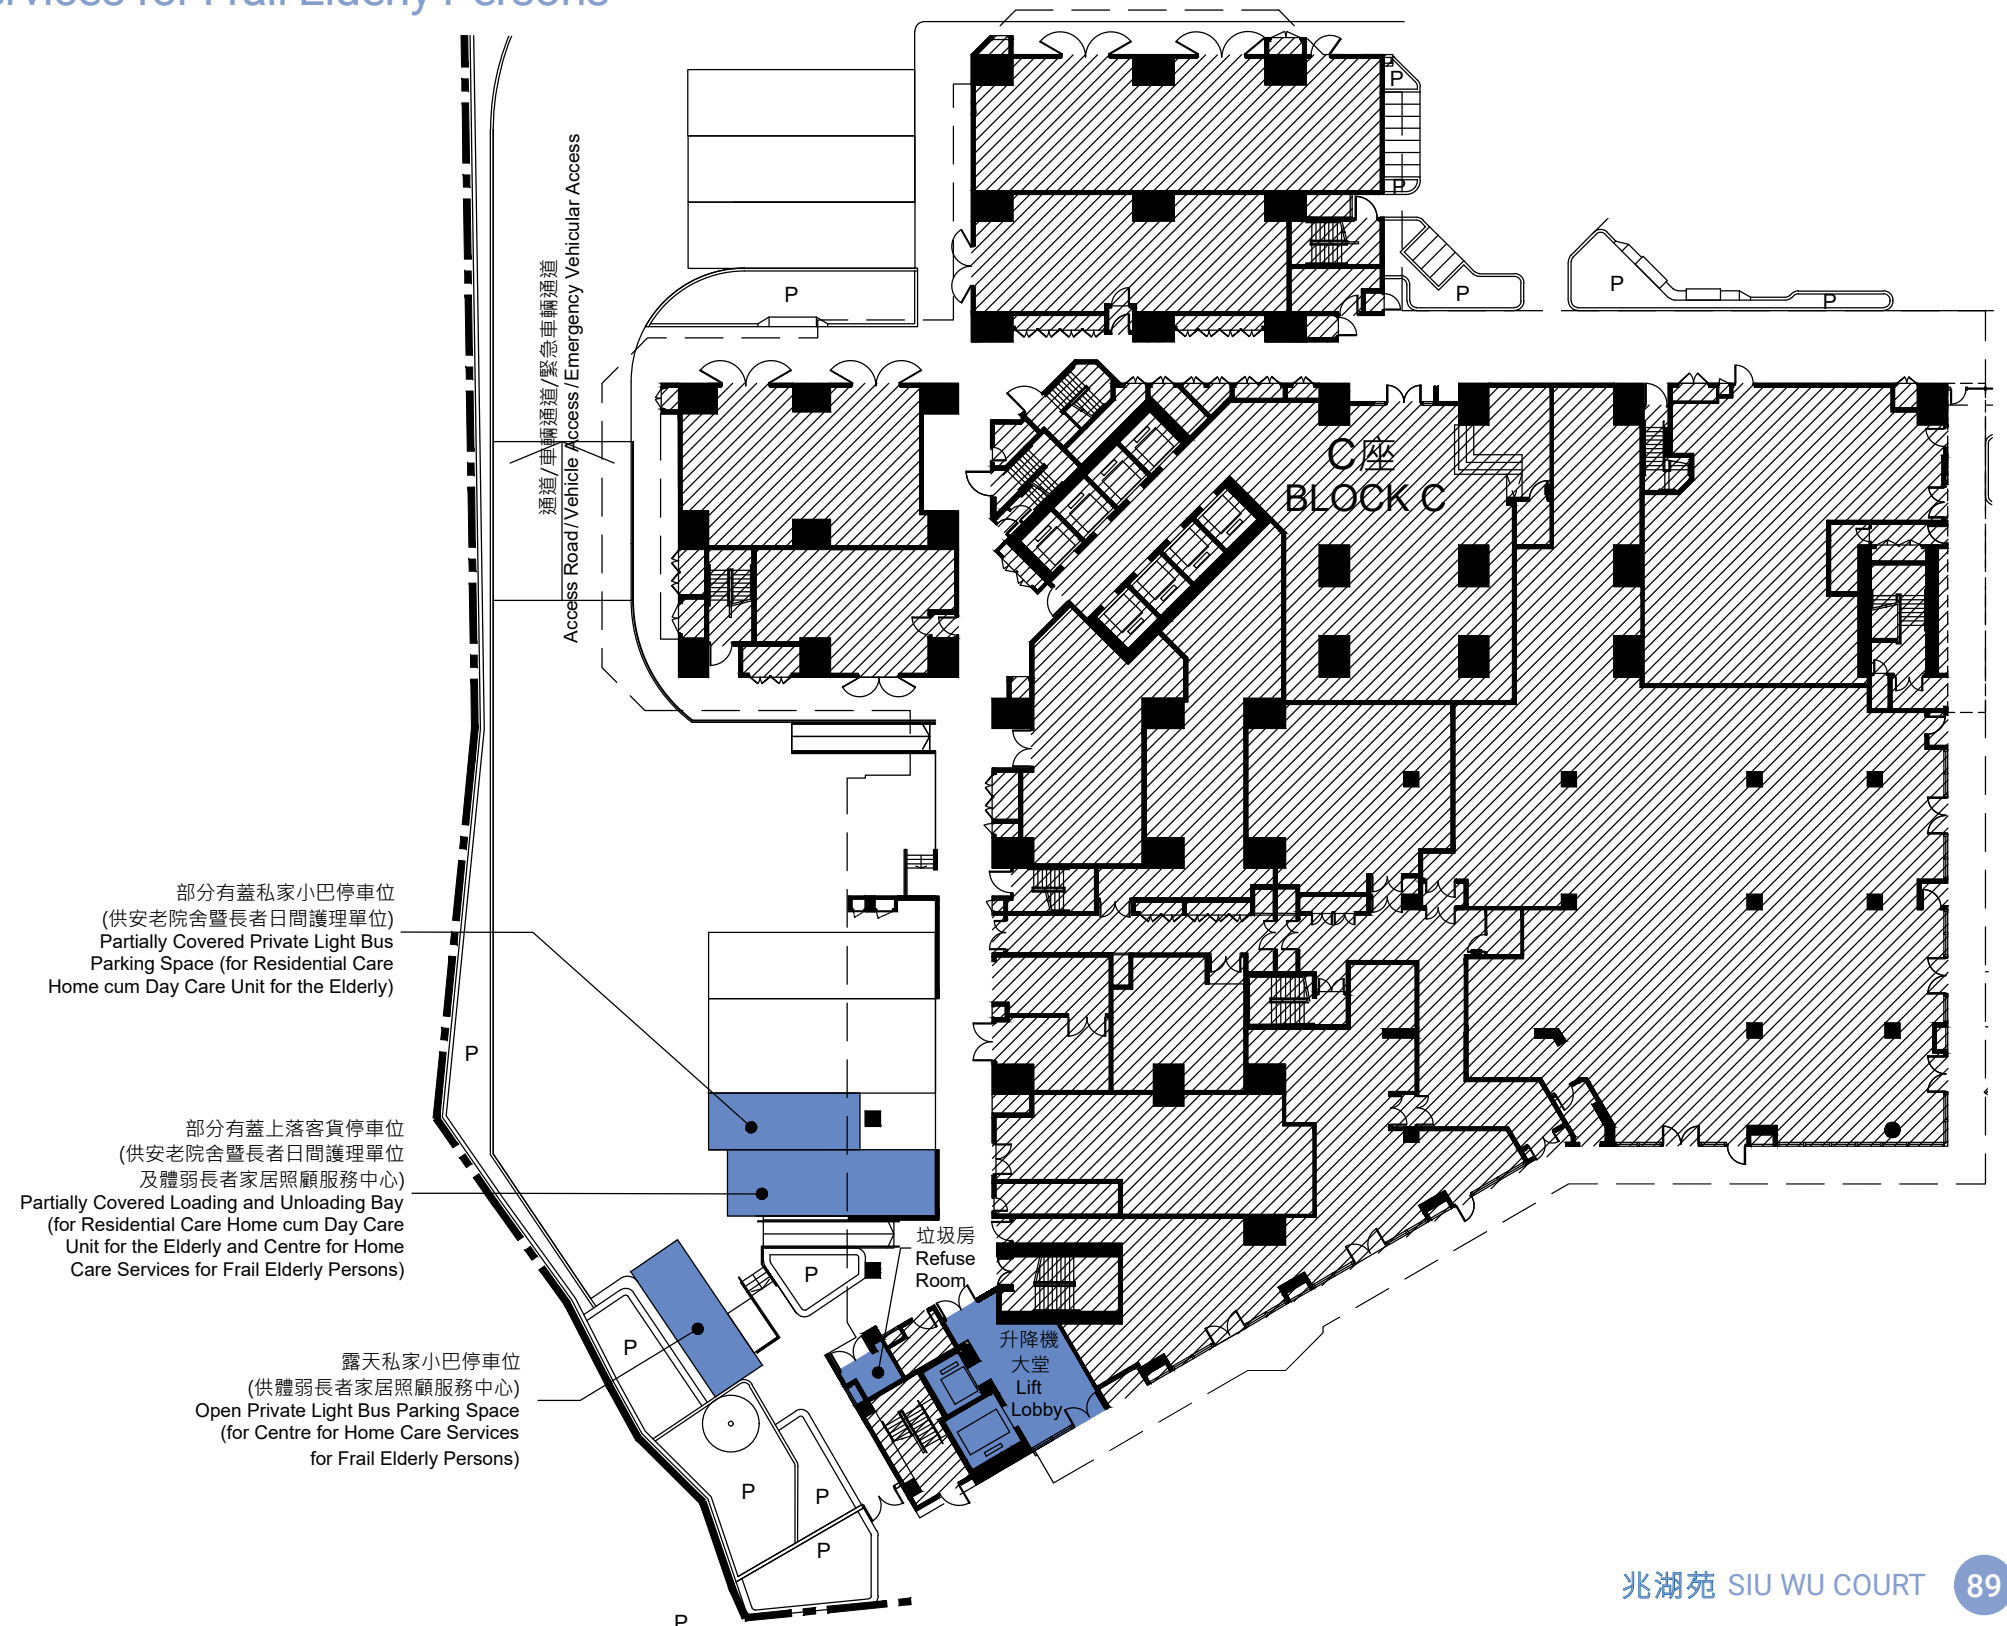 Services for Frail Elderly Persons
P
P
P
P
P
P
通道/車輛通道/緊急車輛通道
Access Road/Vehicle Access/Emergency Vehicular Access
C座
BLOCK C
部分有蓋私家小巴停車位
(供安老院舍暨長者日間護理單位)
Partially Covered Private Light Bus
Parking Space (for Residential Care
Home cum Day Care Unit for the Elderly)
P
部分有蓋上落客貨停車位
(供安老院舍暨長者日間護理單位
及體弱長者家居照顧服務中心)
Partially Covered Loading and Unloading Bay
(for Residential Care Home cum Day Care
Unit for the Elderly and Centre for Home
Care Services for Frail Elderly Persons)
垃圾房
Refuse
Room
P
P
升降機
大堂
Lift
Lobby
露天私家小巴停車位
(供體弱長者家居照顧服務中心)
Open Private Light Bus Parking Space
(for Centre for Home Care Services
for Frail Elderly Persons)
P
P
P
P
兆湖苑 SIU WU COURT 89